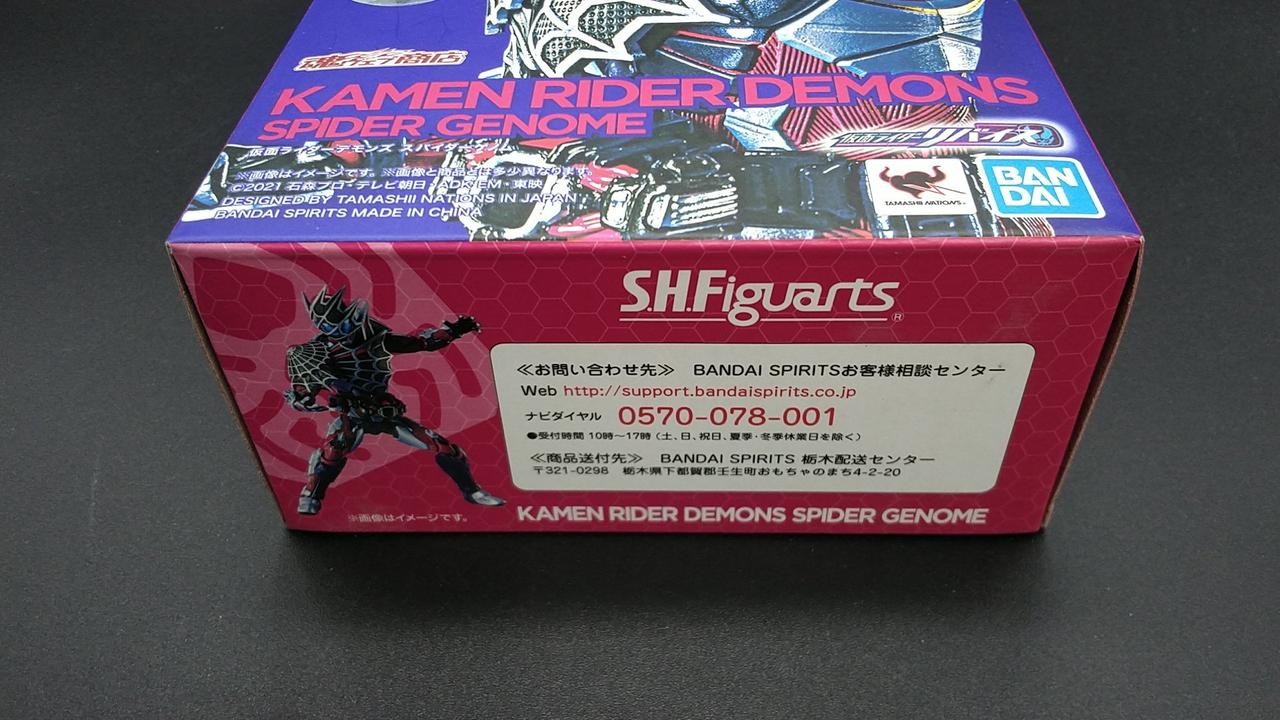 魂ウェブ商店
KAMEN RIDER DEMONS
SPIDER GENOME
仮面ライダーデモンズ スパイダーゲノム
仮面ライダーリバイス
※画像はイメージです。※画像と商品とは多少異なります。
©2021 石森プロ・テレビ朝日・ADK EM・東映
DESIGNED BY TAMASHII NATIONS IN JAPAN
BANDAI SPIRITS MADE IN CHINA
TAMASHII NATIONS
BAN
DAI
S.H.Figuarts®
≪お問い合わせ先≫ BANDAI SPIRITSお客様相談センター
Web http://support.bandaispirits.co.jp
ナビダイヤル 0570-078-001
●受付時間 10時～17時（土、日、祝日、夏季・冬季休業日を除く）
≪商品送付先≫ BANDAI SPIRITS 栃木配送センター
〒321-0298 栃木県下都賀郡壬生町おもちゃのまち4-2-20
※画像はイメージです。
KAMEN RIDER DEMONS SPIDER GENOME